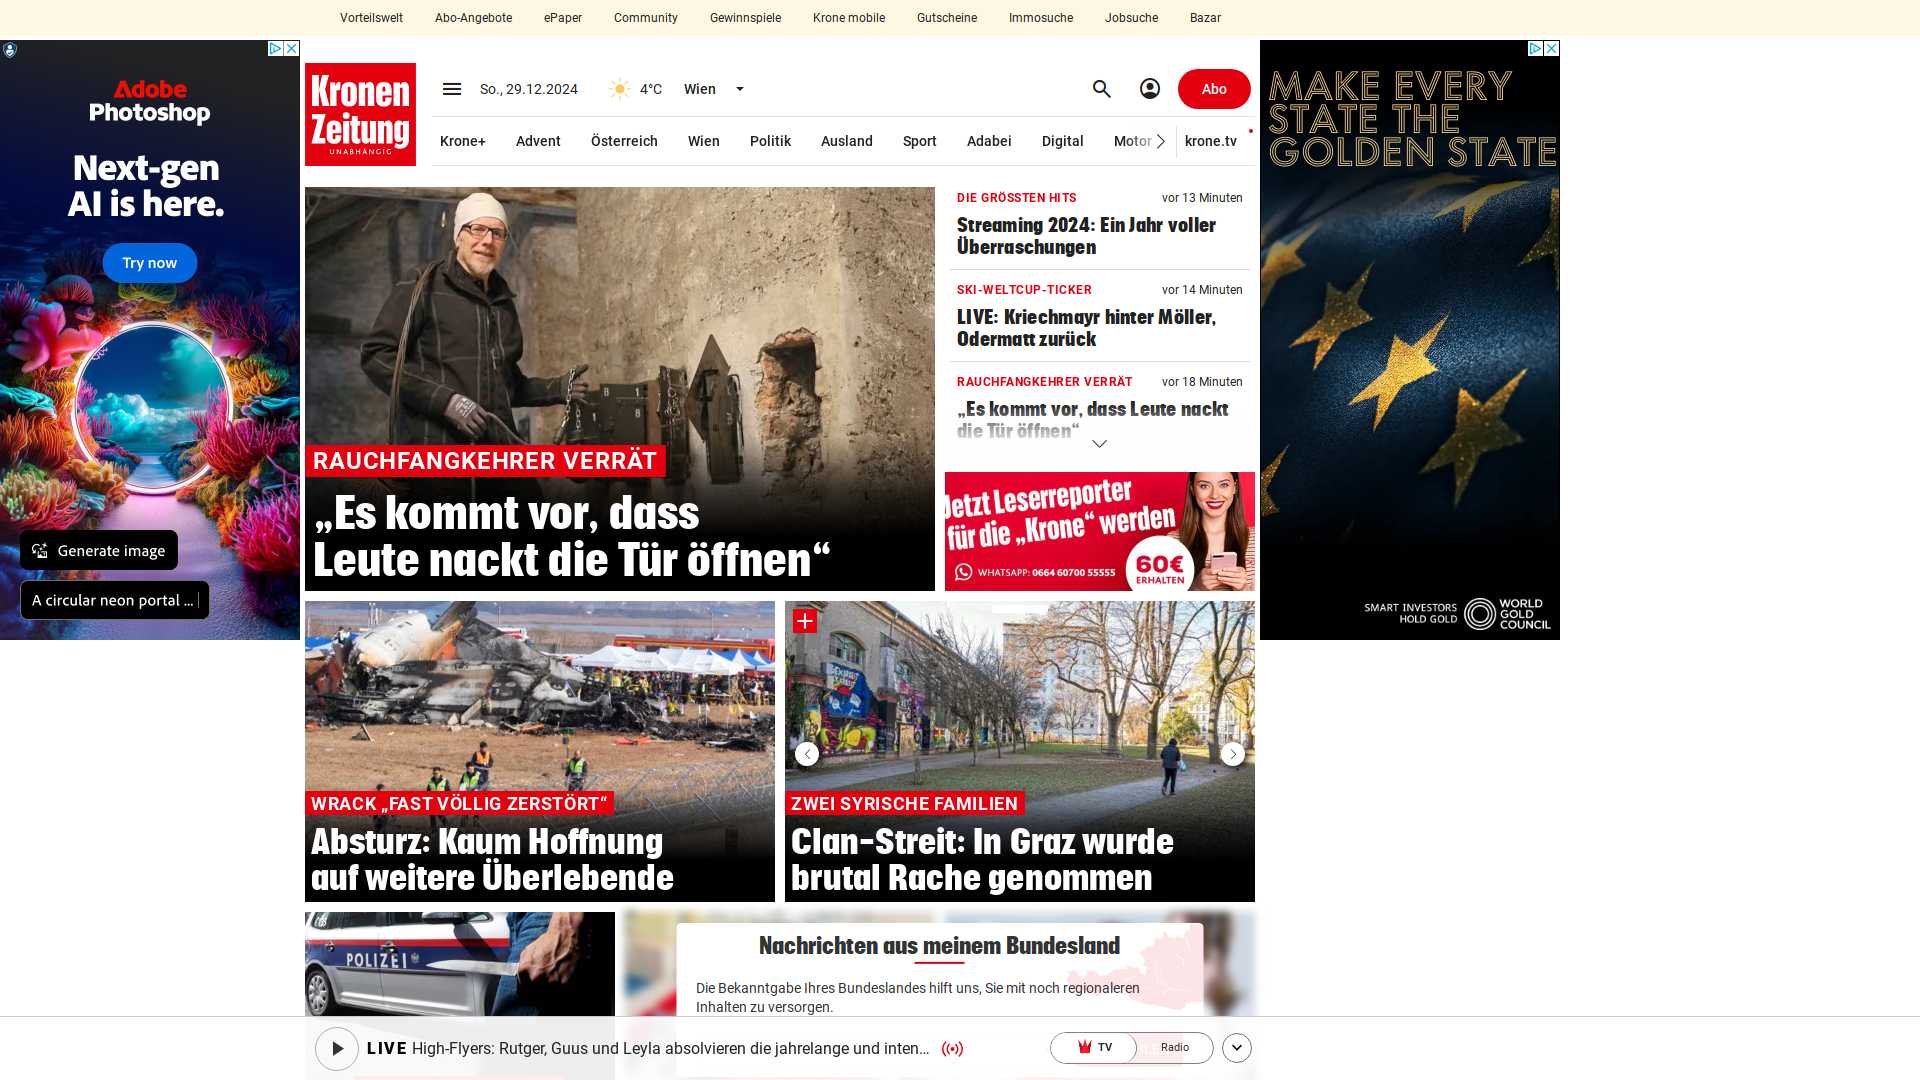 Vorteilswelt
Abo-Angebote
ePaper
Community
Gewinnspiele
Krone mobile
Gutscheine
Immosuche
Jobsuche
Bazar
Adobe
Photoshop
Next-gen
AI is here.
Try now
Generate image
A circular neon portal ...
Kronen
Zeitung
UNABHÄNGIG
So., 29.12.2024
4°C
Wien
Abo
Krone+
Advent
Österreich
Wien
Politik
Ausland
Sport
Adabei
Digital
Motor
krone.tv
RAUCHFANGKEHRER VERRÄT
„Es kommt vor, dass
Leute nackt die Tür öffnen“
DIE GRÖSSTEN HITS
vor 13 Minuten
Streaming 2024: Ein Jahr voller
Überraschungen
SKI-WELTCUP-TICKER
vor 14 Minuten
LIVE: Kriechmayr hinter Möller,
Odermatt zurück
RAUCHFANGKEHRER VERRÄT
vor 18 Minuten
„Es kommt vor, dass Leute nackt
die Tür öffnen“
Jetzt Leserreporter
für die „Krone“ werden
WHATSAPP: 0664 60700 55555
60€
ERHALTEN
MAKE EVERY
STATE THE
GOLDEN STATE
SMART INVESTORS
HOLD GOLD
WORLD
GOLD
COUNCIL
WRACK „FAST VÖLLIG ZERSTÖRT“
Absturz: Kaum Hoffnung
auf weitere Überlebende
ZWEI SYRISCHE FAMILIEN
Clan-Streit: In Graz wurde
brutal Rache genommen
POLIZEI
Nachrichten aus meinem Bundesland
Die Bekanntgabe Ihres Bundeslandes hilft uns, Sie mit noch regionaleren
Inhalten zu versorgen.
LIVE High-Flyers: Rutger, Guus und Leyla absolvieren die jahrelange und inten...
TV
Radio